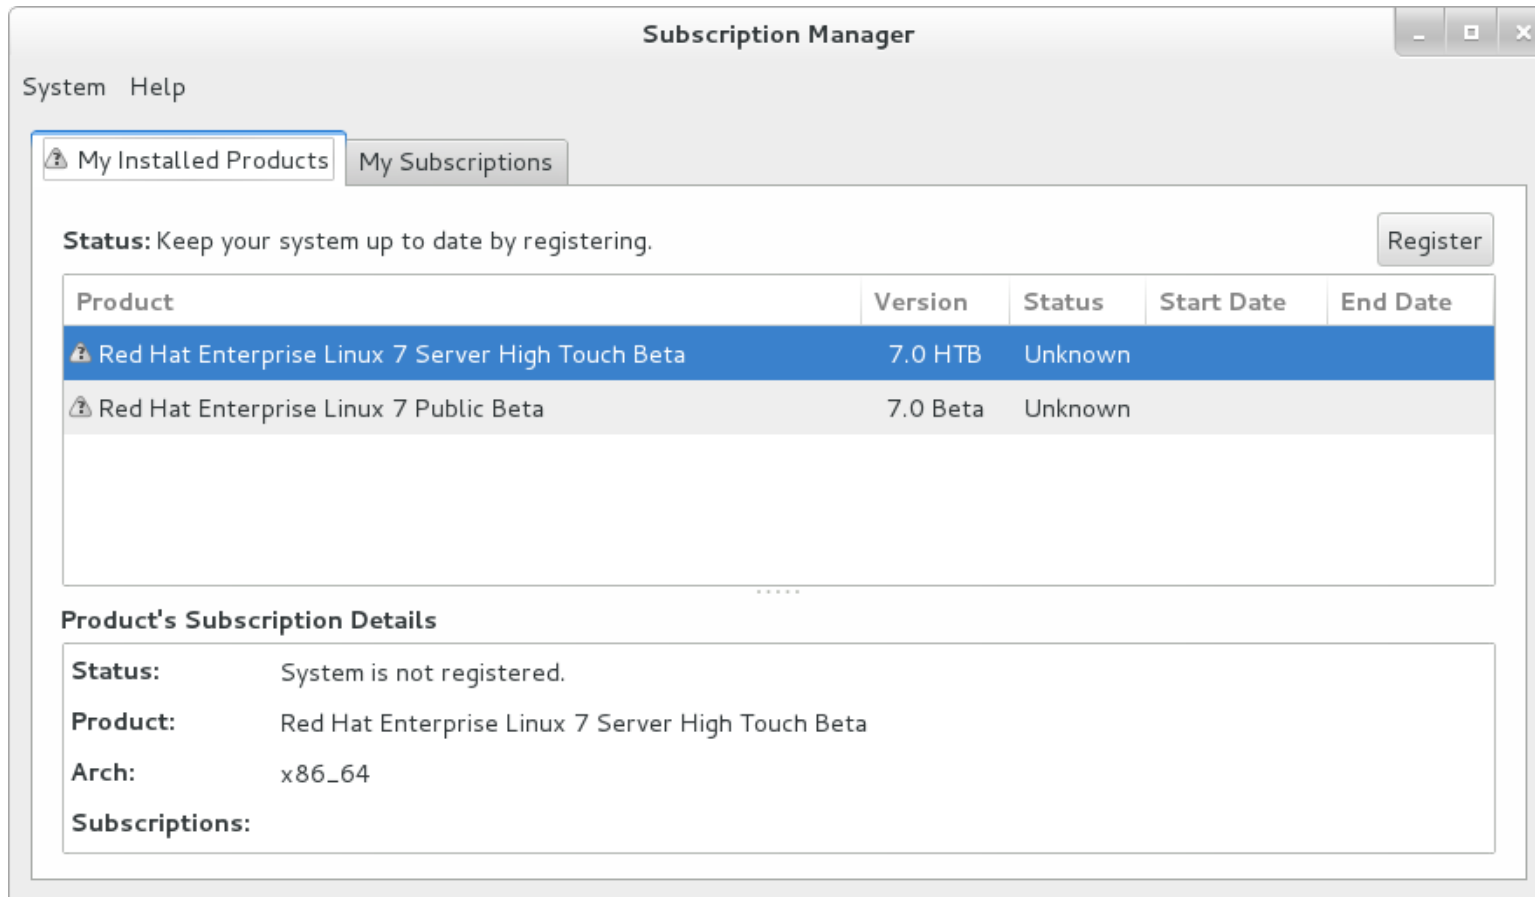 Subscription Manager
System Help
My Installed Products My Subscriptions
Status: Keep your system up to date by registering. Register
Product Version Status Start Date End Date
Red Hat Enterprise Linux 7 Server High Touch Beta 7.0 HTB Unknown
Red Hat Enterprise Linux 7 Public Beta 7.0 Beta Unknown
Product's Subscription Details
Status: System is not registered.
Product: Red Hat Enterprise Linux 7 Server High Touch Beta
Arch: x86_64
Subscriptions: